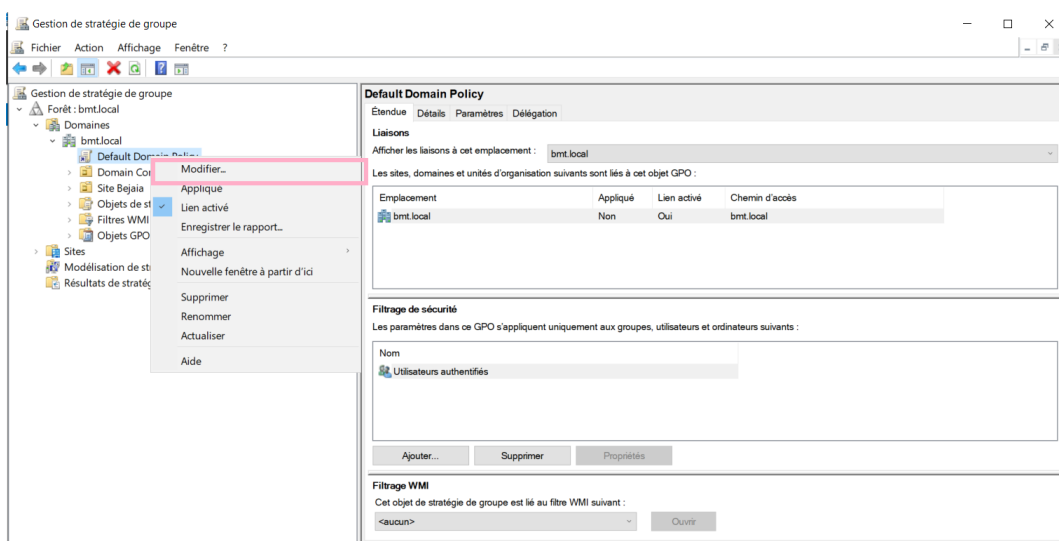 Gestion de stratégie de groupe
Fichier Action Affichage Fenêtre ?
Gestion de stratégie de groupe
Forêt : bmt.local
Domaines
bmt.local
Default Domain Policy
Domain Con
Site Bejaia
Objets de st
Filtres WMI
Objets GPO
Sites
Modélisation de str
Résultats de stratég
Modifier...
Appliqué
Lien activé
Enregistrer le rapport...
Affichage
Nouvelle fenêtre à partir d'ici
Supprimer
Renommer
Actualiser
Aide
Default Domain Policy
Étendue Détails Paramètres Délégation
Liaisons
Afficher les liaisons à cet emplacement : bmt.local
Les sites, domaines et unités d'organisation suivants sont liés à cet objet GPO :
Emplacement Appliqué Lien activé Chemin d'accès
bmt.local Non Oui bmt.local
Filtrage de sécurité
Les paramètres dans ce GPO s'appliquent uniquement aux groupes, utilisateurs et ordinateurs suivants :
Nom
Utilisateurs authentifiés
Ajouter... Supprimer Propriétés
Filtrage WMI
Cet objet de stratégie de groupe est lié au filtre WMI suivant :
<aucun> Ouvrir